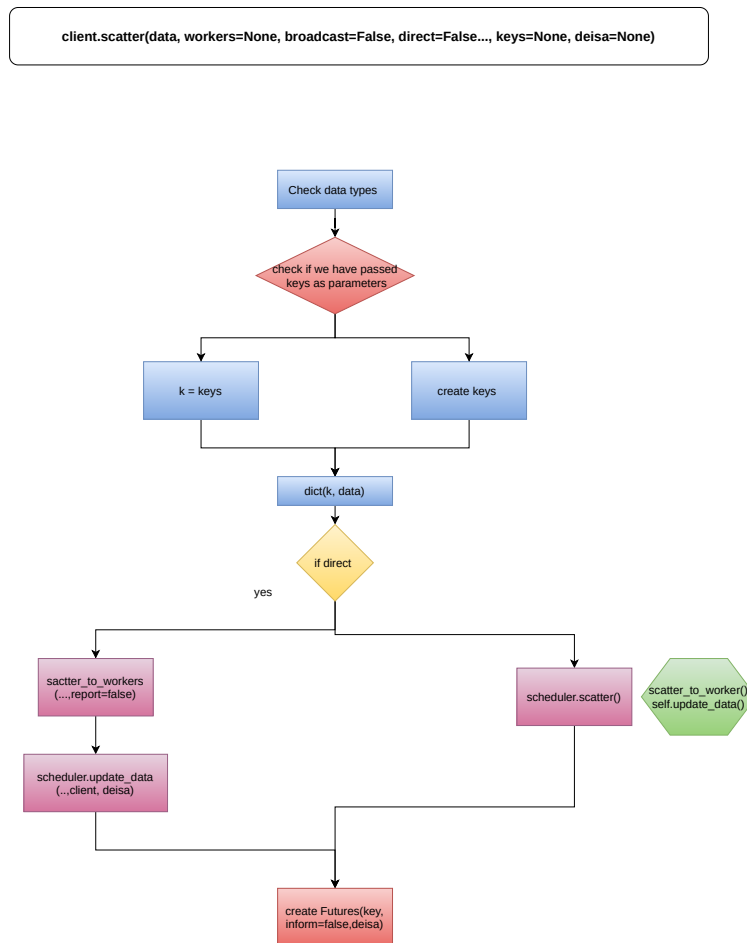 client.scatter(data, workers=None, broadcast=False, direct=False..., keys=None, deisa=None)
Check data types
check if we have passed
keys as parameters
k = keys
create keys
dict(k, data)
if direct
yes
sactter_to_workers
(...,report=false)
scheduler.scatter()
scatter_to_worker()
self.update_data()
scheduler.update_data
(..,client, deisa)
create Futures(key,
inform=false,deisa)